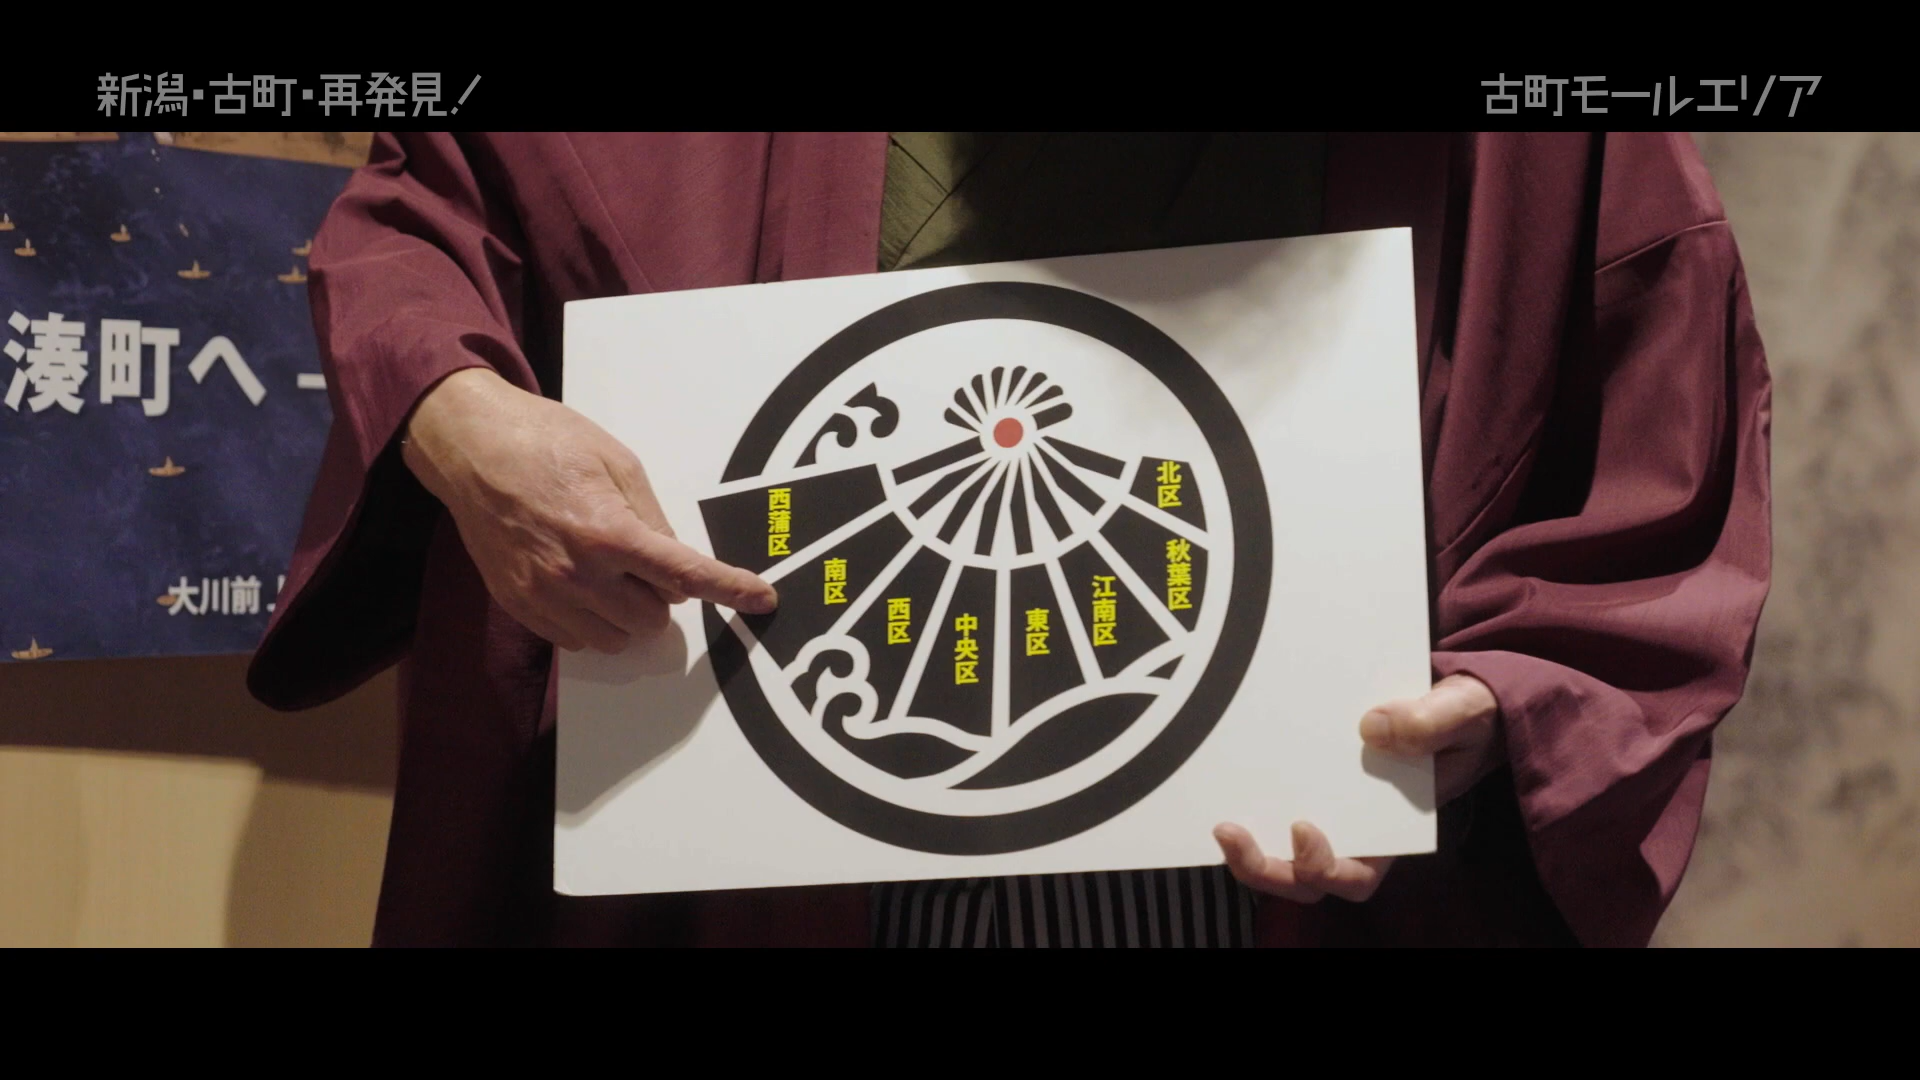 新潟・古町・再発見!
古町モールエリア
湊町へ
大川前
西蒲区
南区
西区
中央区
東区
江南区
秋葉区
北区